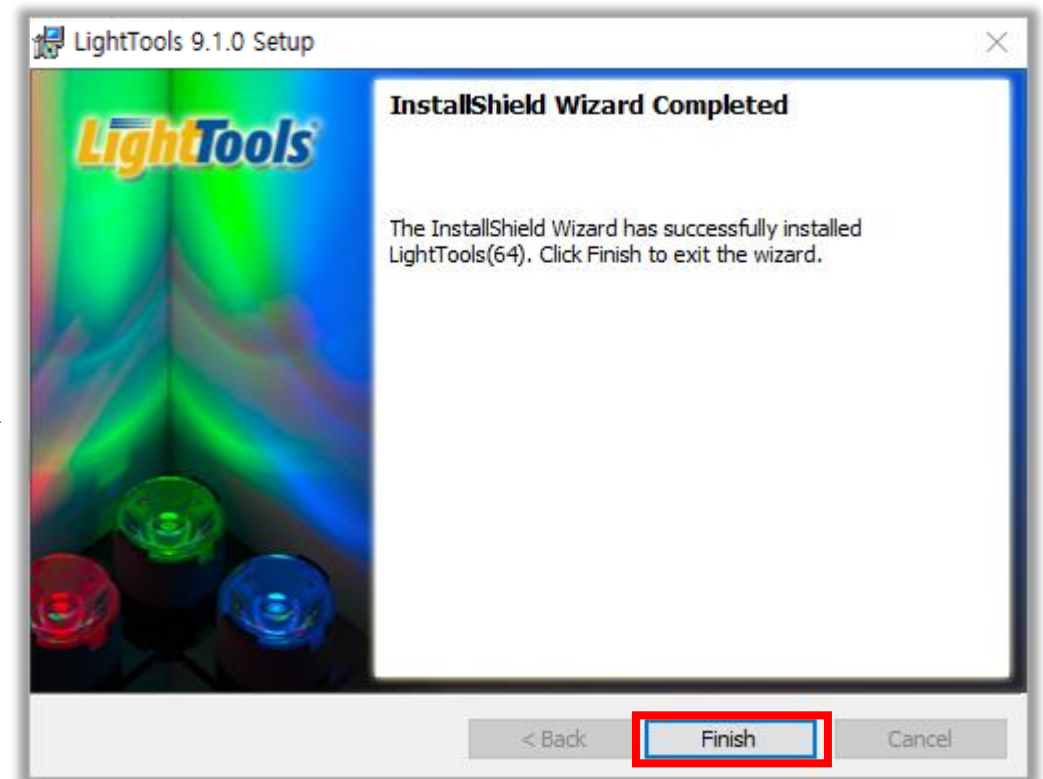 LightTools 9.1.0 Setup
LightTools
InstallShield Wizard Completed
The InstallShield Wizard has successfully installed
LightTools(64). Click Finish to exit the wizard.
< Back Finish Cancel